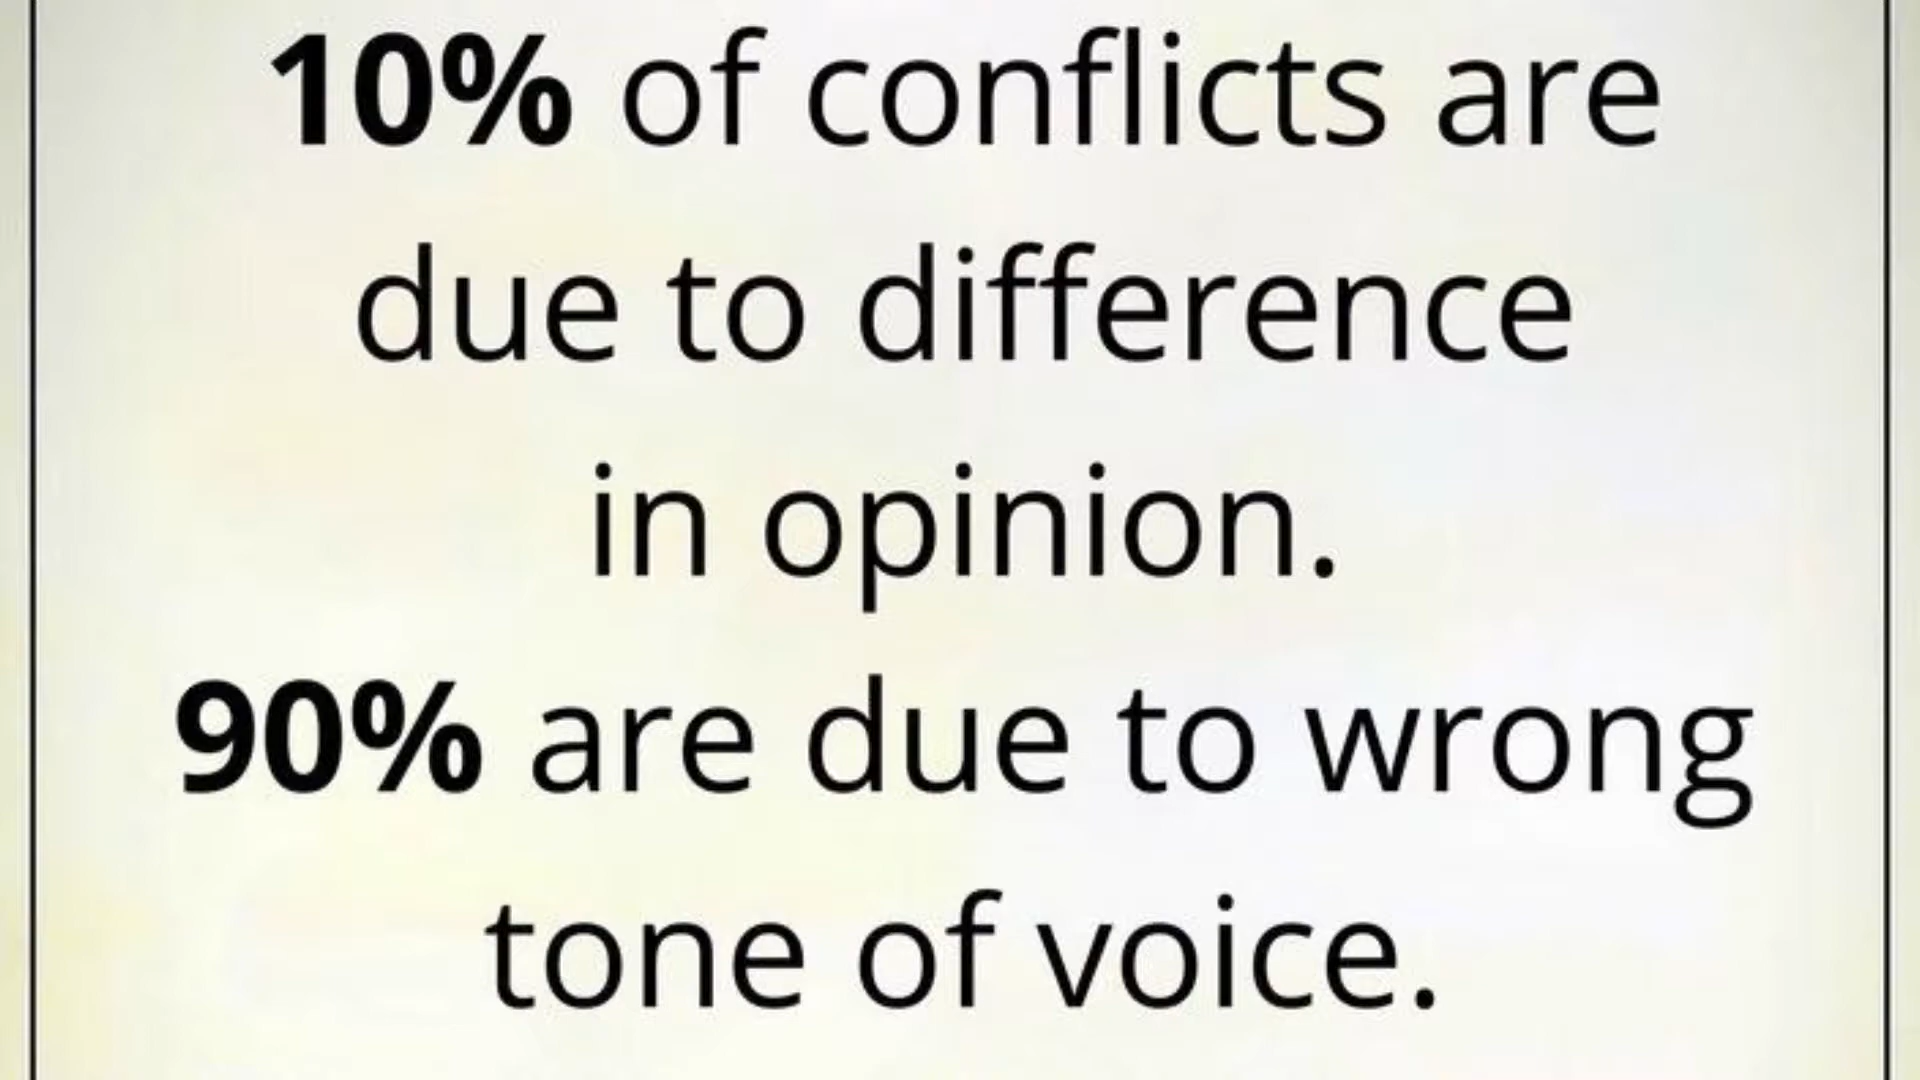 10% of conflicts are
due to difference
in opinion.
90% are due to wrong
tone of voice.